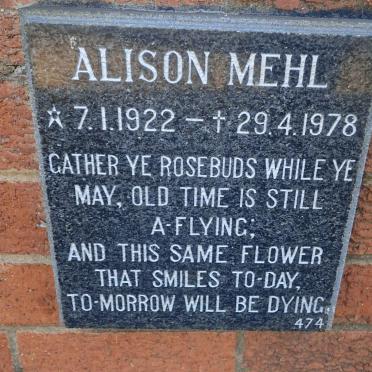 ALISON MEHL
☆ 7.1.1922 – † 29.4.1978
GATHER YE ROSEBUDS WHILE YE
MAY, OLD TIME IS STILL
A-FLYING;
AND THIS SAME FLOWER
THAT SMILES TO-DAY,
TO-MORROW WILL BE DYING.
474